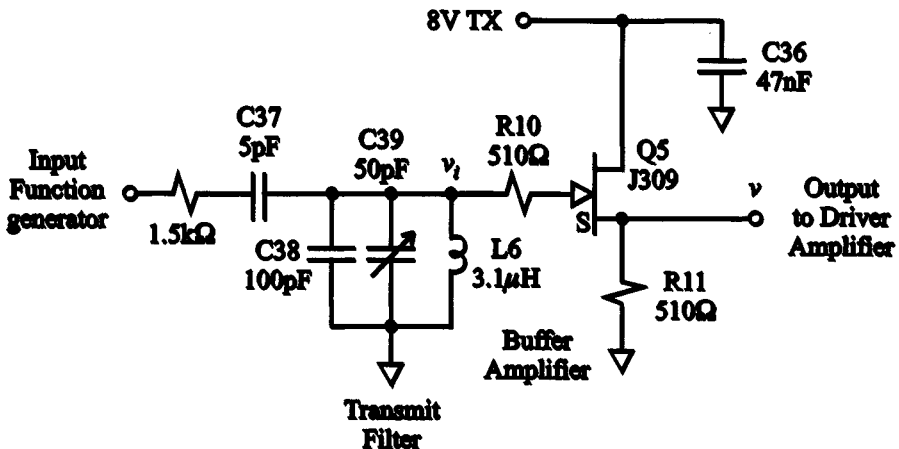 8V TX
C36
47nF
C37
5pF
C39
50pF
v_i
R10
510Ω
Q5
J309
Input
Function
generator
1.5kΩ
C38
100pF
L6
3.1μH
S
v
Output
to Driver
Amplifier
R11
510Ω
Buffer
Amplifier
Transmit
Filter